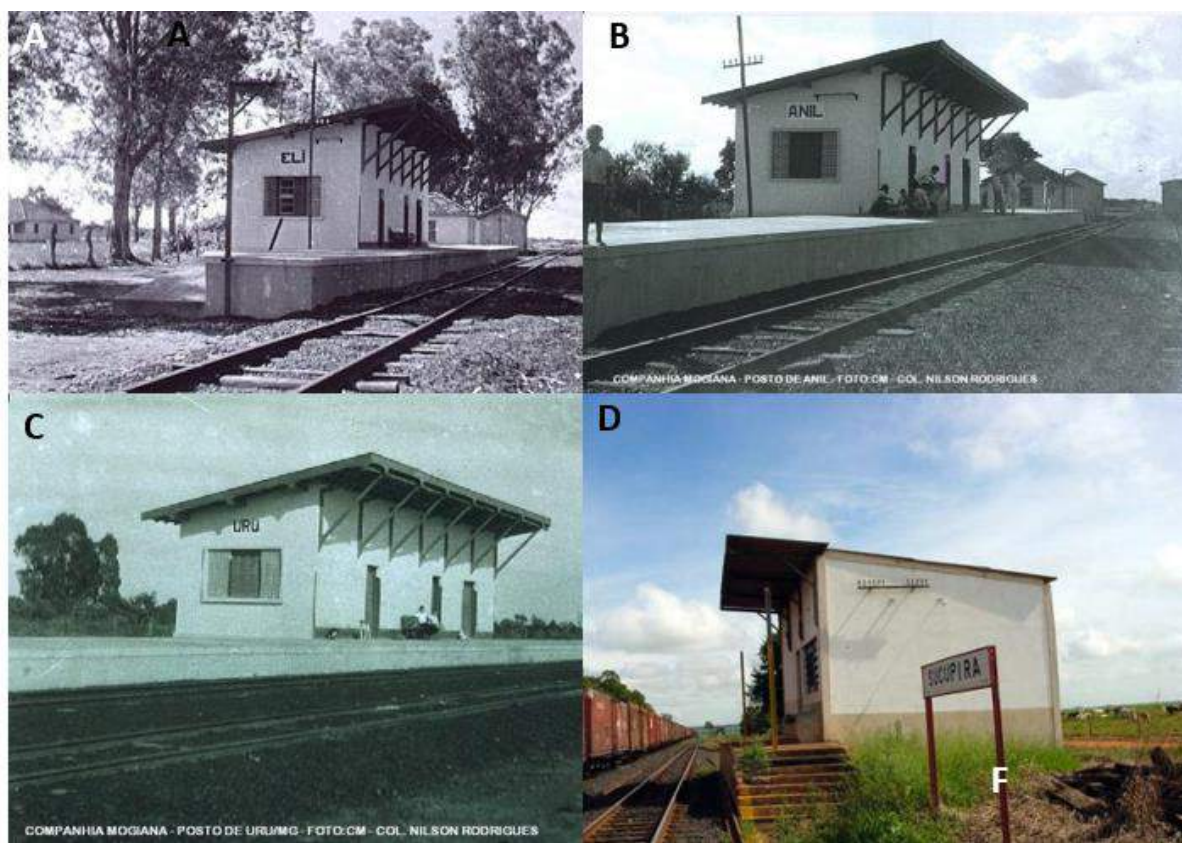 A
A
ELÍ
B
ANIL
COMPANHIA MOGIANA - POSTO DE ANIL - FOTO:CM - COL. NILSON RODRIGUES
C
URU
COMPANHIA MOGIANA - POSTO DE URU/MG - FOTO:CM - COL. NILSON RODRIGUES
D
SUCUPIRA
F